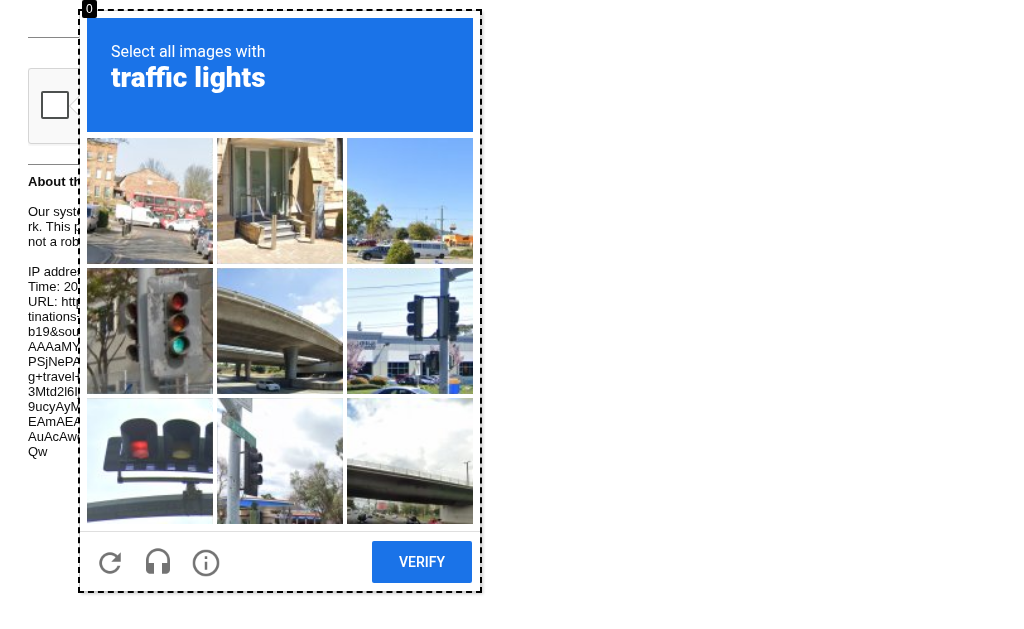 0
Select all images with
traffic lights
About th
Our syst
rk. This p
not a rob
IP addre
Time: 20
URL: http
tinations-
b19&sou
AAAaMY
PSjNePA
g+travel+
3Mtd2l6l
9ucyAyM
EAmAEA
AuAcAw
Qw
VERIFY